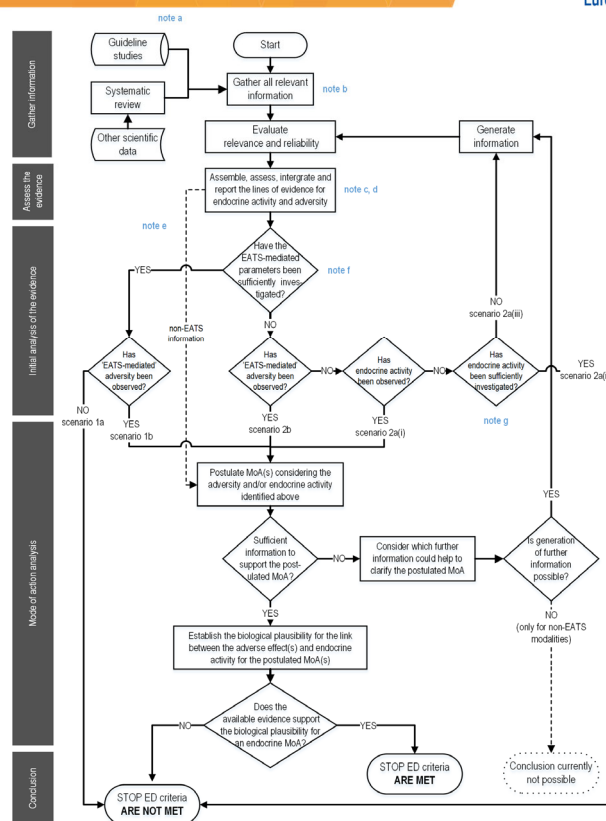 Euro
note a
Guideline
studies
Start
Systematic
review
Gather all relevant
information
note b
Other scientific
data
Evaluate
relevance and reliability
Generate
information
Gather information
Assemble, assess, intergrate and
report the lines of evidence for
endocrine activity and adversity
note c, d
Assess the
evidence
note e
Have the
'EATS-mediated'
parameters been
sufficiently inves-
tigated?
note f
YES
NO
non-EATS
information
NO
scenario 2a(iii)
Initial analysis of the evidence
Has
'EATS-mediated'
adversity been
observed?
Has
'EATS-mediated'
adversity been
observed?
NO
Has
endocrine activity
been observed?
NO
Has
endocrine activity
been sufficiently
investigated?
YES
scenario 2a(i
note g
NO
scenario 1a
YES
scenario 1b
YES
scenario 2b
YES
scenario 2a(i)
Postulate MoA(s) considering the
adversity and/or endocrine activity
identified above
YES
Mode of action analysis
Sufficient
information to
support the post-
ulated MoA?
NO
Consider which further
information could help to
clarify the postulated MoA
Is generation
of further
information
possible?
YES
NO
(only for non-EATS
modalities)
Establish the biological plausibility for the link
between the adverse effect(s) and endocrine
activity for the postulated MoA(s)
Does the
available evidence support
the biological plausibility for
an endocrine MoA?
NO
YES
Conclusion
STOP ED criteria
ARE NOT MET
STOP ED criteria
ARE MET
Conclusion currently
not possible